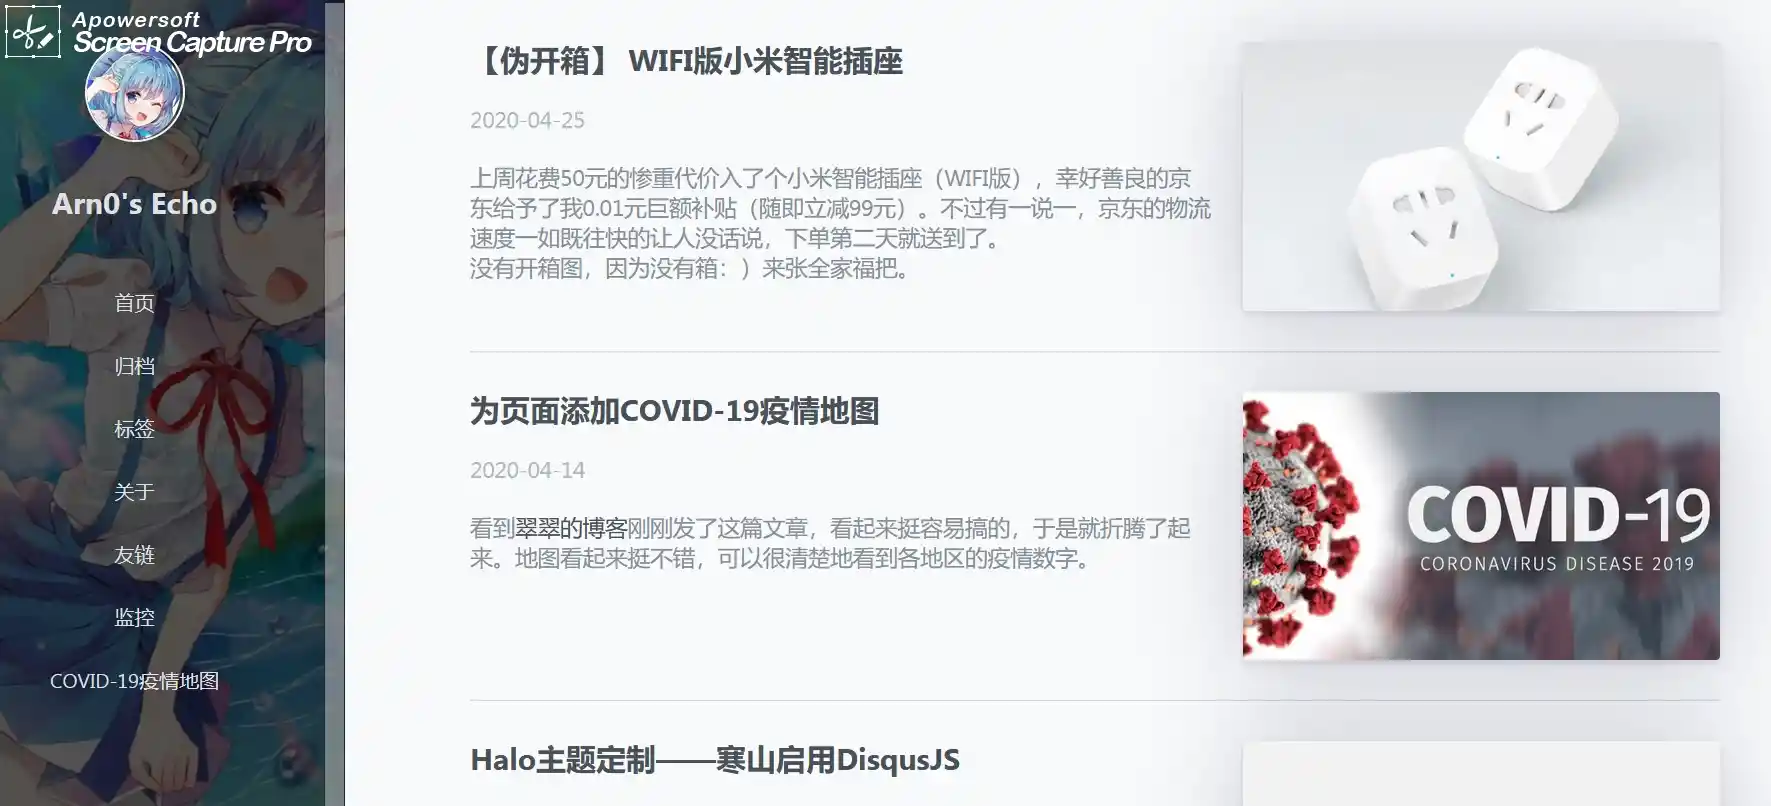 Apowersoft
Screen Capture Pro
Arn0's Echo
首页
归档
标签
关于
友链
监控
COVID-19疫情地图
【伪开箱】 WIFI版小米智能插座
2020-04-25
上周花费50元的惨重代价入了个小米智能插座（WIFI版），幸好善良的京
东给予了我0.01元巨额补贴（随即立减99元）。不过有一说一，京东的物流
速度一如既往快的让人没话说，下单第二天就送到了。
没有开箱图，因为没有箱：）来张全家福把。
为页面添加COVID-19疫情地图
2020-04-14
看到翠翠的博客刚刚发了这篇文章，看起来挺容易搞的，于是就折腾了起
来。地图看起来挺不错，可以很清楚地看到各地区的疫情数字。
COVID-19
CORONAVIRUS DISEASE 2019
Halo主题定制——寒山启用DisqusJS